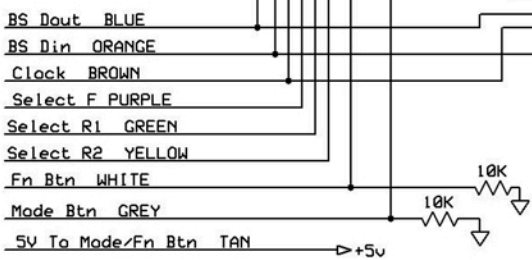 BS Dout BLUE
BS Din ORANGE
Clock BROWN
Select F PURPLE
Select R1 GREEN
Select R2 YELLOW
Fn Btn WHITE
10K
Mode Btn GREY
10K
5V To Mode/Fn Btn TAN
+5v